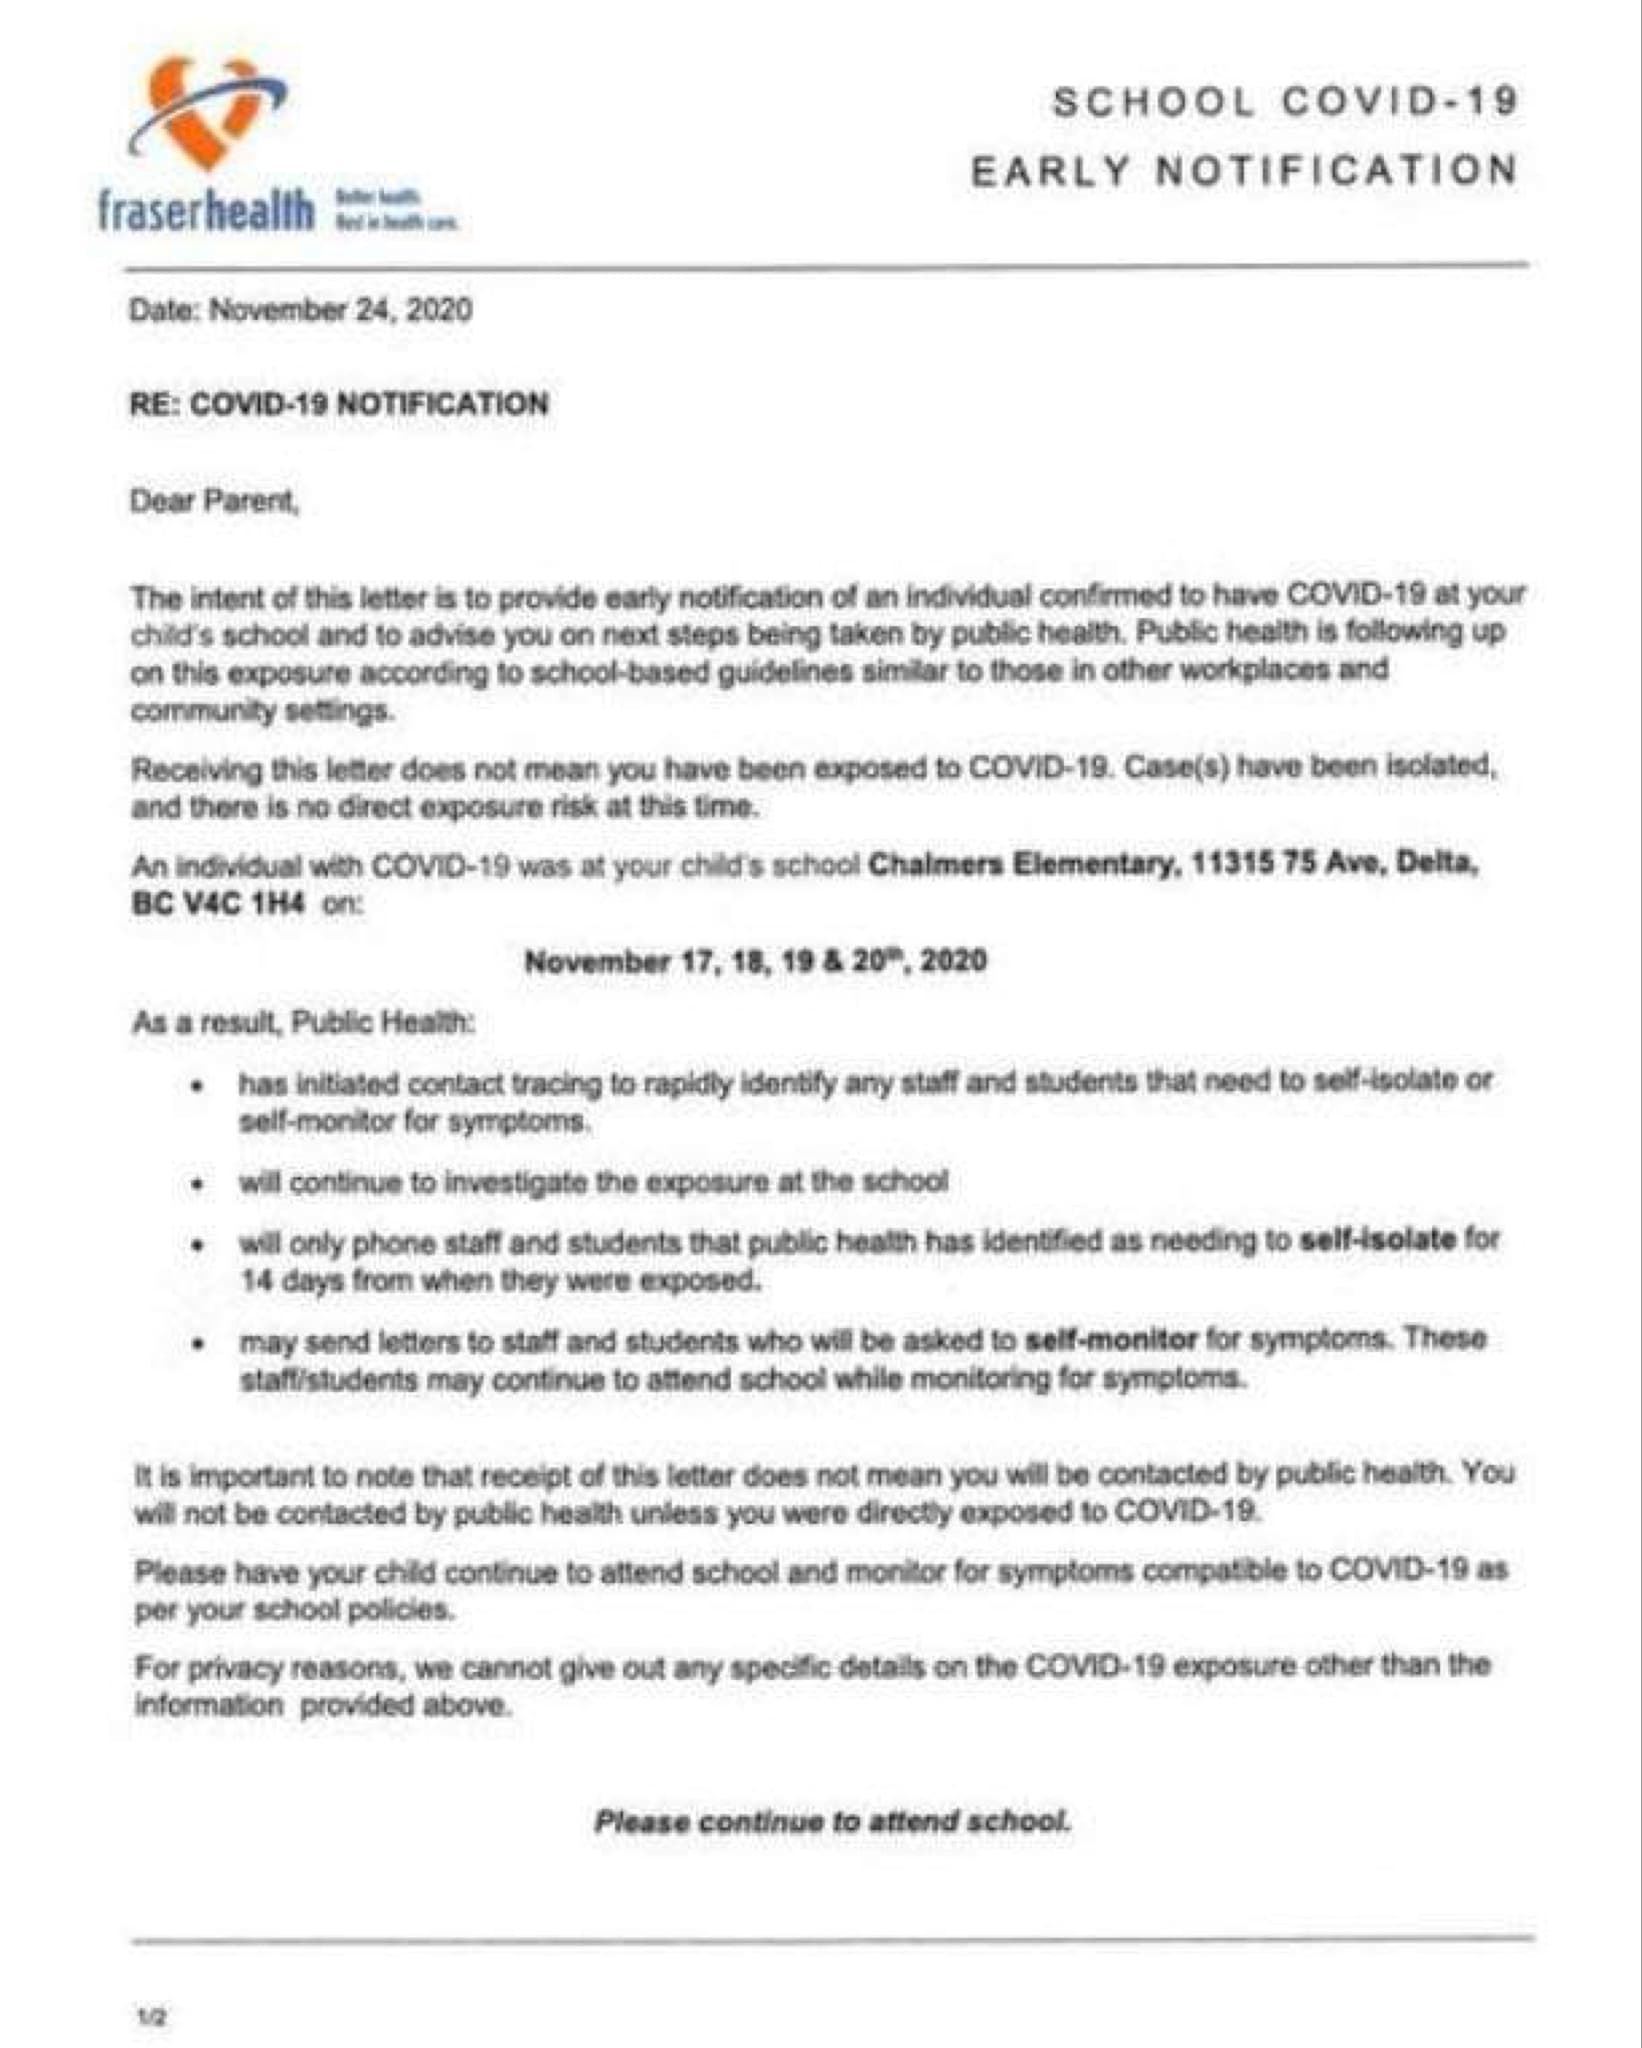 SCHOOL COVID-19
EARLY NOTIFICATION
fraserhealth
Better health.
Best in health care.
Date: November 24, 2020
RE: COVID-19 NOTIFICATION
Dear Parent,
The intent of this letter is to provide early notification of an individual confirmed to have COVID-19 at your
child's school and to advise you on next steps being taken by public health. Public health is following up
on this exposure according to school-based guidelines similar to those in other workplaces and
community settings.
Receiving this letter does not mean you have been exposed to COVID-19. Case(s) have been isolated,
and there is no direct exposure risk at this time.
An individual with COVID-19 was at your child's school Chalmers Elementary, 11315 75 Ave, Delta,
BC V4C 1H4 on:
November 17, 18, 19 & 20th, 2020
As a result, Public Health:
• has initiated contact tracing to rapidly identify any staff and students that need to self-isolate or
self-monitor for symptoms.
• will continue to investigate the exposure at the school
• will only phone staff and students that public health has identified as needing to self-isolate for
14 days from when they were exposed.
• may send letters to staff and students who will be asked to self-monitor for symptoms. These
staff/students may continue to attend school while monitoring for symptoms.
It is important to note that receipt of this letter does not mean you will be contacted by public health. You
will not be contacted by public health unless you were directly exposed to COVID-19.
Please have your child continue to attend school and monitor for symptoms compatible to COVID-19 as
per your school policies.
For privacy reasons, we cannot give out any specific details on the COVID-19 exposure other than the
information provided above.
Please continue to attend school.
1/2